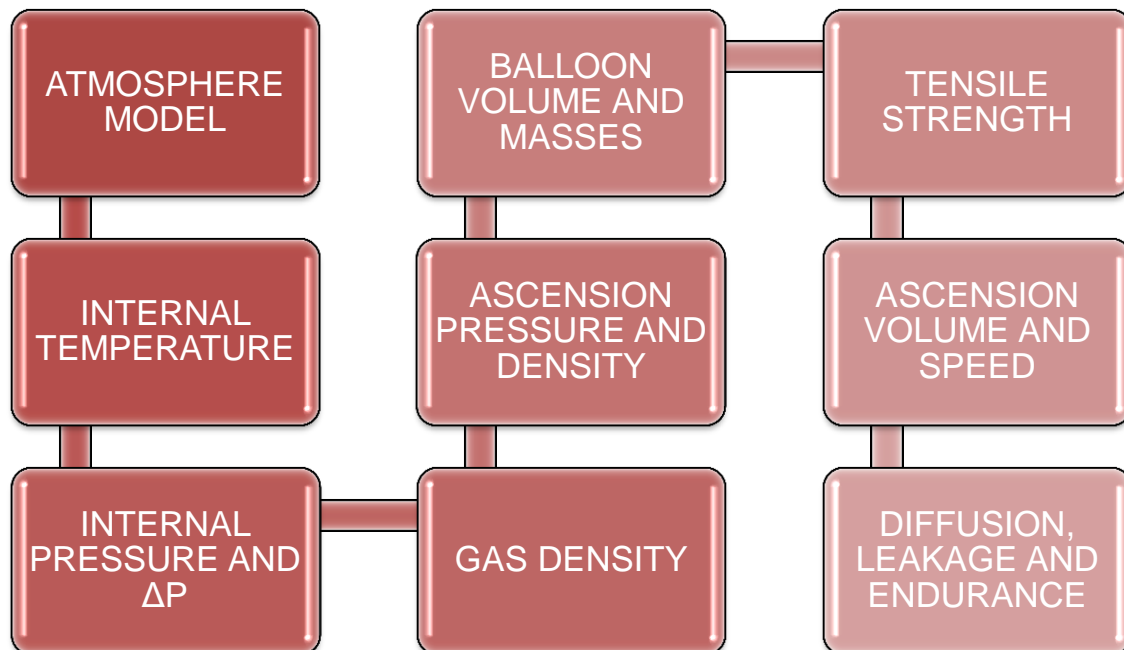 ATMOSPHERE
MODEL
INTERNAL
TEMPERATURE
INTERNAL
PRESSURE AND
ΔP
GAS DENSITY
ASCENSION
PRESSURE AND
DENSITY
BALLOON
VOLUME AND
MASSES
TENSILE
STRENGTH
ASCENSION
VOLUME AND
SPEED
DIFFUSION,
LEAKAGE AND
ENDURANCE